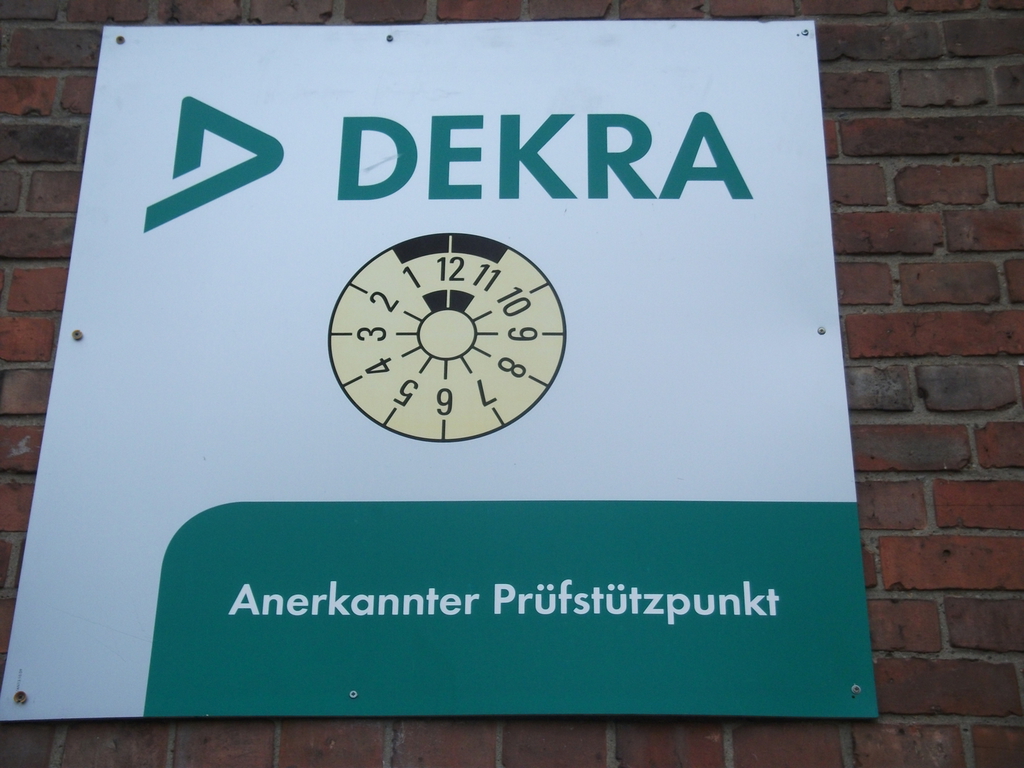 DEKRA
1 12 11
2 10
3 9
4 8
5 6 7
Anerkannter Prüfstützpunkt